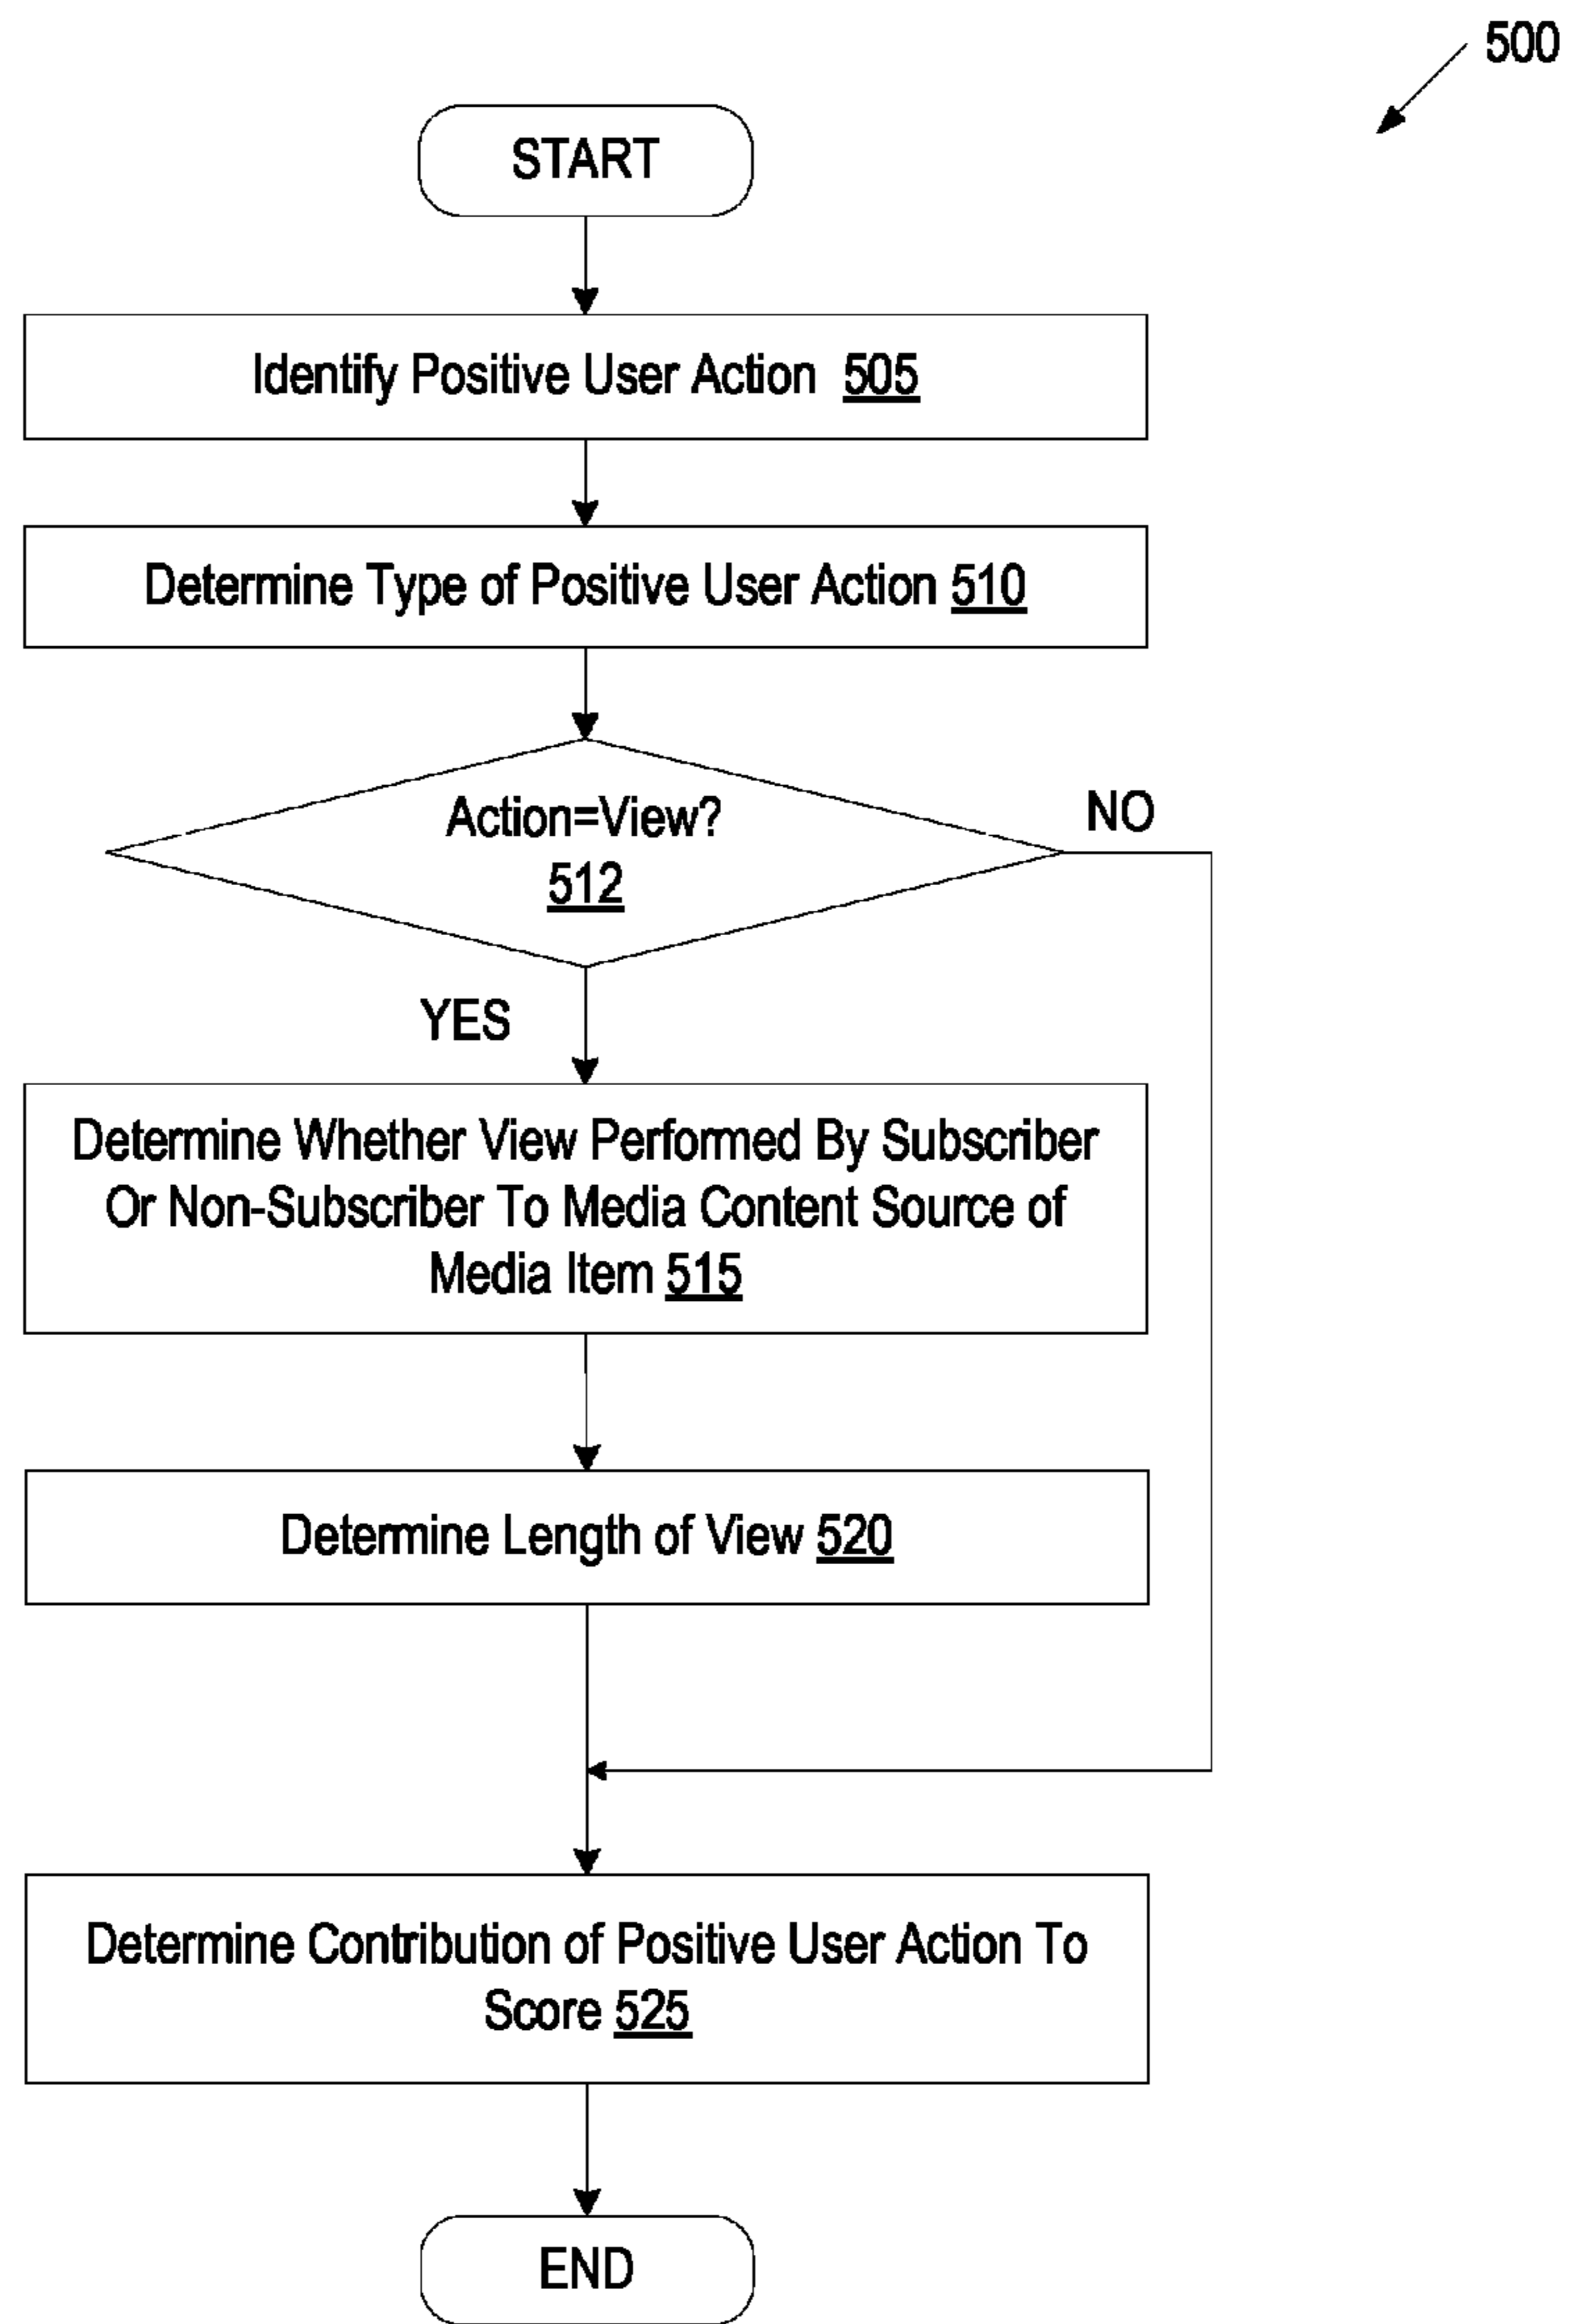 500
START
Identify Positive User Action 505
Determine Type of Positive User Action 510
Action=View?
512
NO
YES
Determine Whether View Performed By Subscriber
Or Non-Subscriber To Media Content Source of
Media Item 515
Determine Length of View 520
Determine Contribution of Positive User Action To
Score 525
END